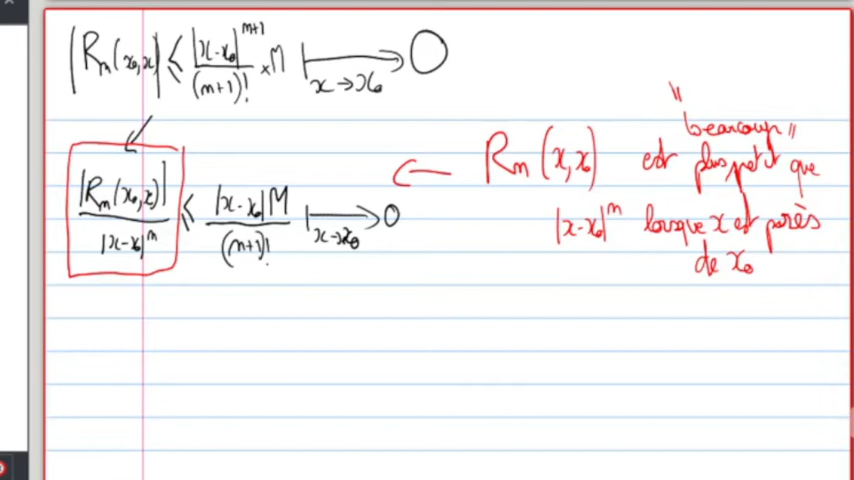 |Rₙ(x₀,x)| ≤ |x-x₀|ⁿ⁺¹/(n+1)! × M ⟼ 0 x→x₀
|Rₙ(x₀,x)|/|x-x₀|ⁿ ≤ |x-x₀|M/(n+1)! ⟼ 0 x→x₀
← Rₙ(x,x₀) est "beaucoup" plus petit que
|x-x₀|ⁿ lorsque x est près
de x₀